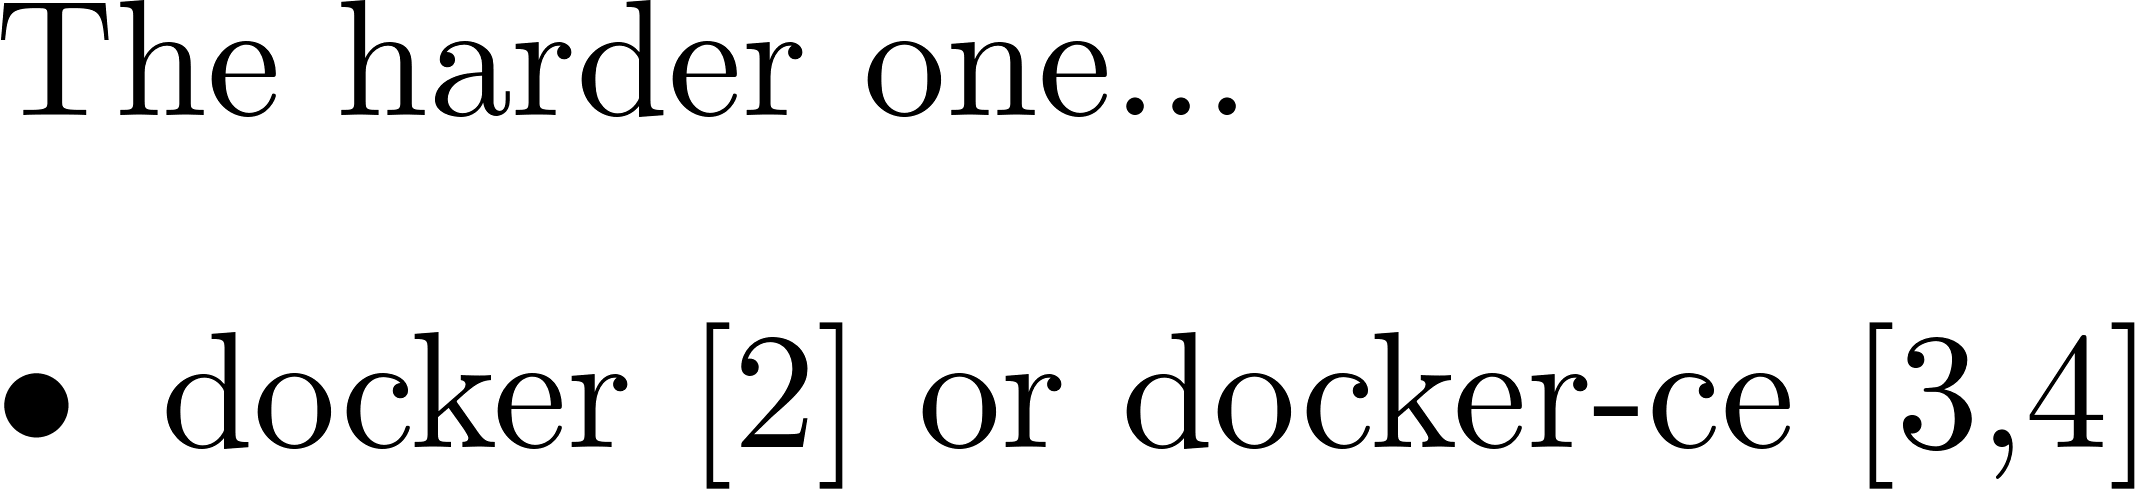 The harder one...
• docker [2] or docker-ce [3,4]